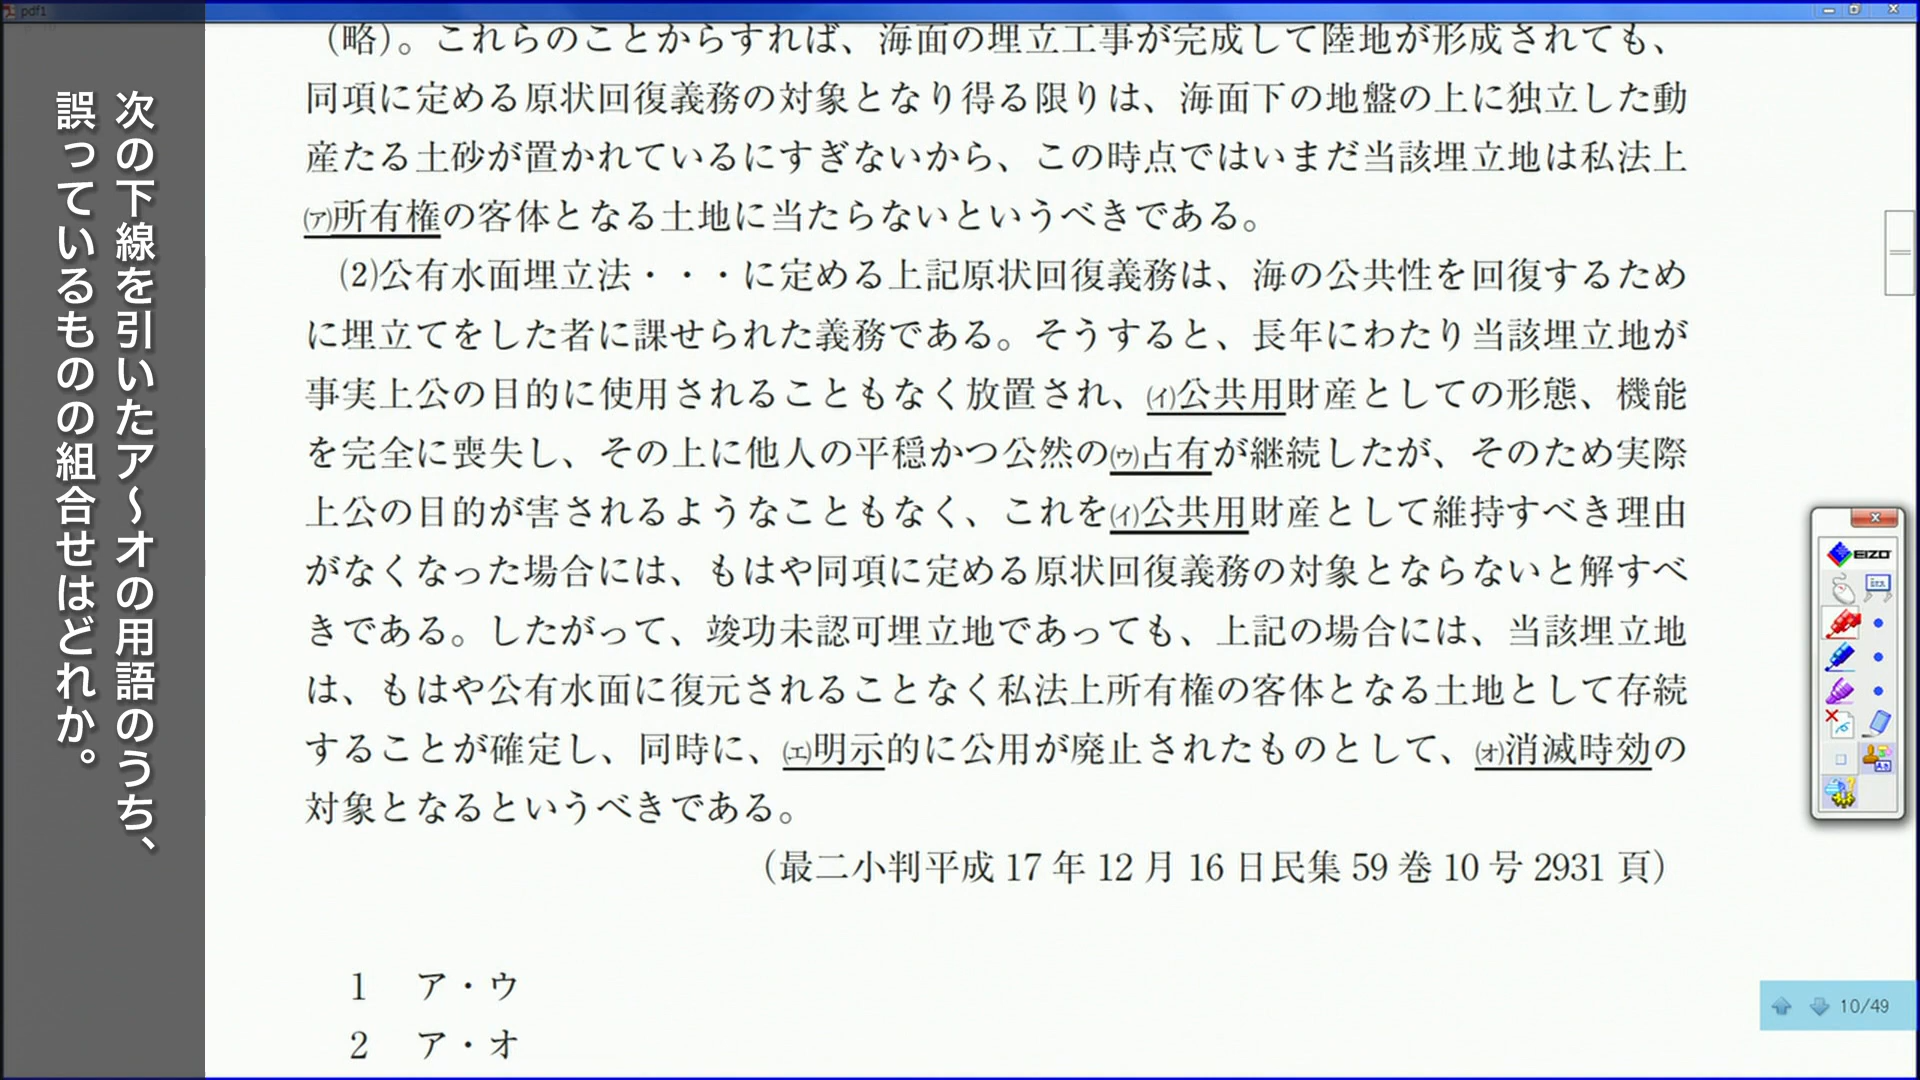 pdf1
次の下線を引いたア～オの用語のうち、
誤っているものの組合せはどれか。
（略）。これらのことからすれば、海面の埋立工事が完成して陸地が形成されても、
同項に定める原状回復義務の対象となり得る限りは、海面下の地盤の上に独立した動
産たる土砂が置かれているにすぎないから、この時点ではいまだ当該埋立地は私法上
㋐所有権の客体となる土地に当たらないというべきである。
(2)公有水面埋立法・・・に定める上記原状回復義務は、海の公共性を回復するため
に埋立てをした者に課せられた義務である。そうすると、長年にわたり当該埋立地が
事実上公の目的に使用されることもなく放置され、(イ)公共用財産としての形態、機能
を完全に喪失し、その上に他人の平穏かつ公然の(ウ)占有が継続したが、そのため実際
上公の目的が害されるようなこともなく、これを(イ)公共用財産として維持すべき理由
がなくなった場合には、もはや同項に定める原状回復義務の対象とならないと解すべ
きである。したがって、竣功未認可埋立地であっても、上記の場合には、当該埋立地
は、もはや公有水面に復元されることなく私法上所有権の客体となる土地として存続
することが確定し、同時に、(エ)明示的に公用が廃止されたものとして、(オ)消滅時効の
対象となるというべきである。
（最二小判平成 17 年 12 月 16 日民集 59 巻 10 号 2931 頁）
1 ア・ウ
2 ア・オ
EIZO
10/49